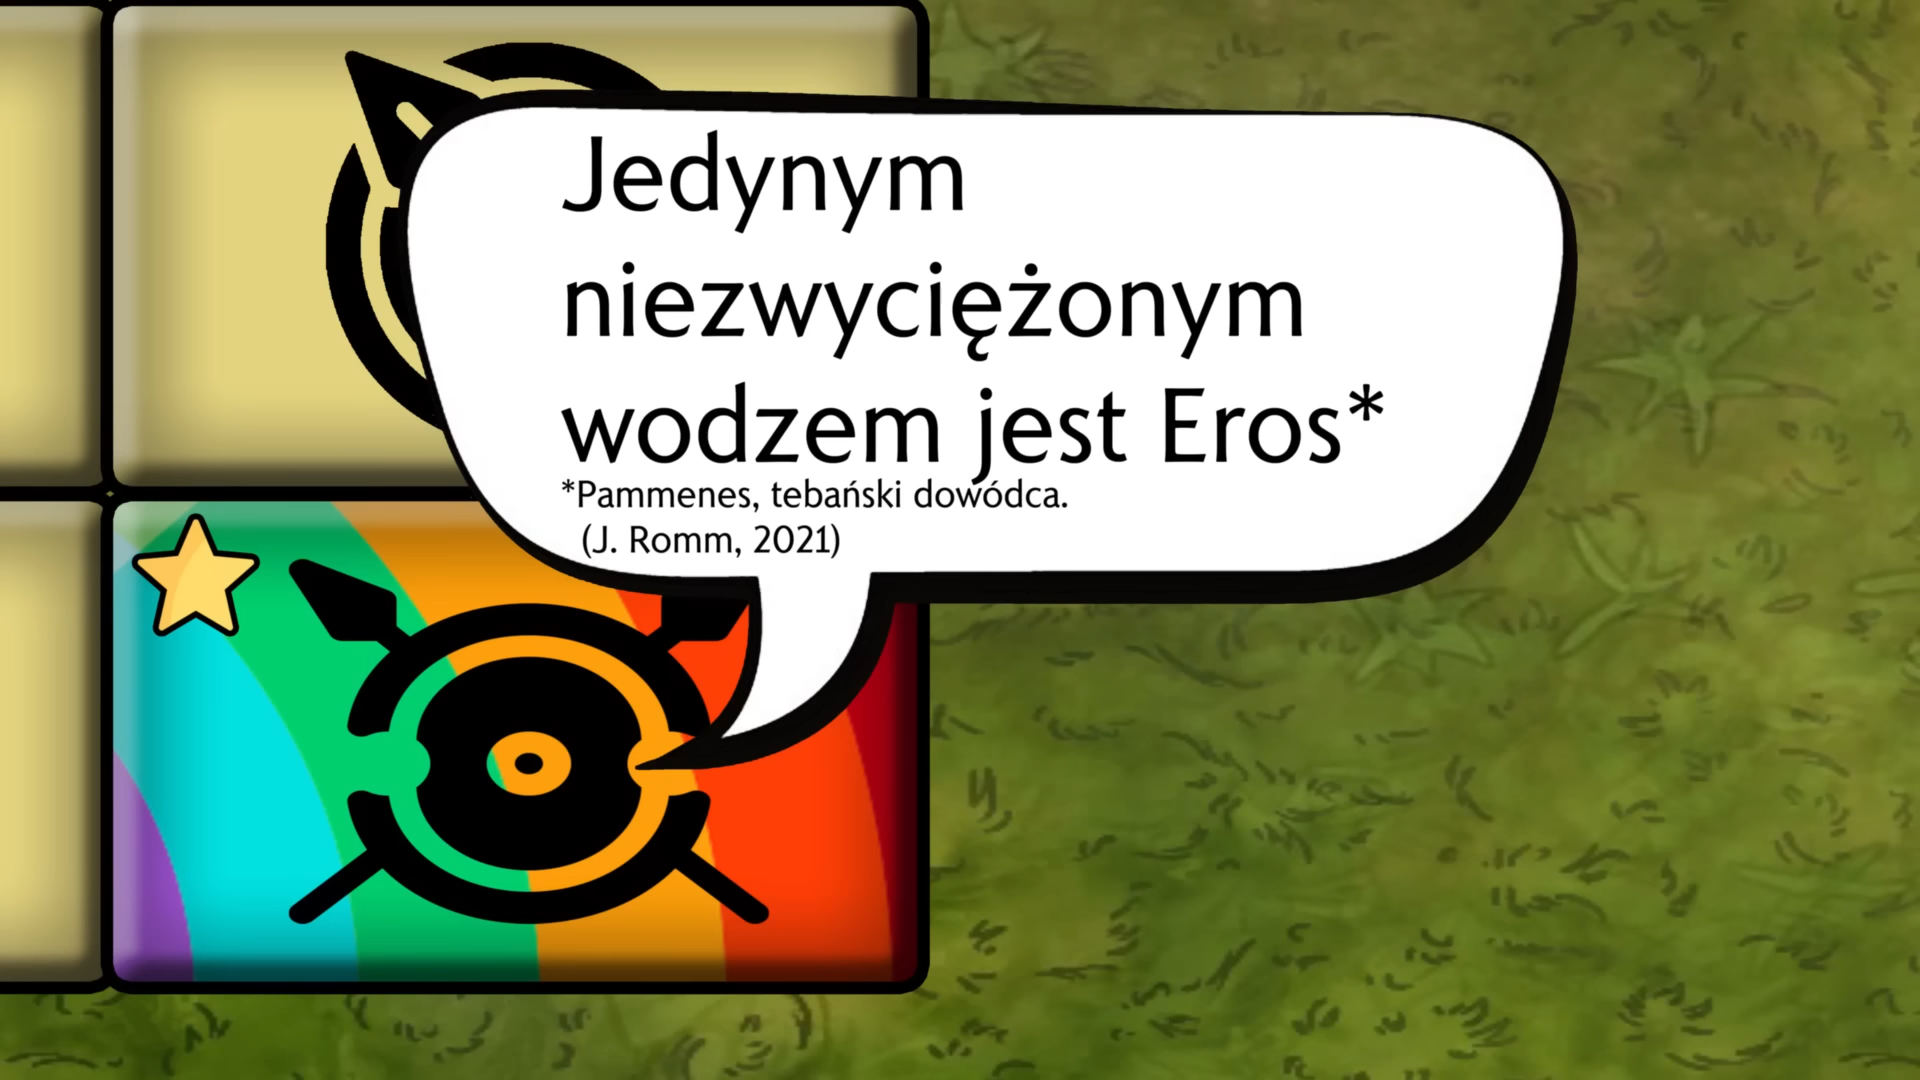 Jedynym
niezwyciężonym
wodzem jest Eros*
*Pammenes, tebański dowódca.
(J. Romm, 2021)